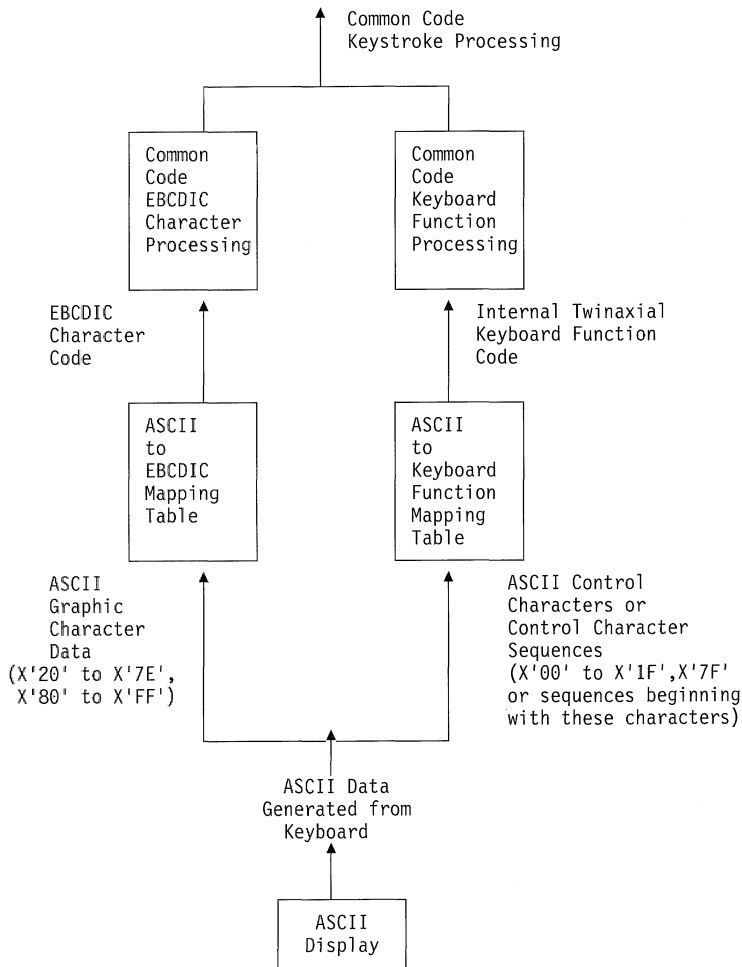 Common Code
Keystroke Processing
Common
Code
EBCDIC
Character
Processing
Common
Code
Keyboard
Function
Processing
EBCDIC
Character
Code
Internal Twinaxial
Keyboard Function
Code
ASCII
to
EBCDIC
Mapping
Table
ASCII
to
Keyboard
Function
Mapping
Table
ASCII
Graphic
Character
Data
(X'20' to X'7E',
X'80' to X'FF')
ASCII Control
Characters or
Control Character
Sequences
(X'00' to X'1F',X'7F'
or sequences beginning
with these characters)
ASCII Data
Generated from
Keyboard
ASCII
Display